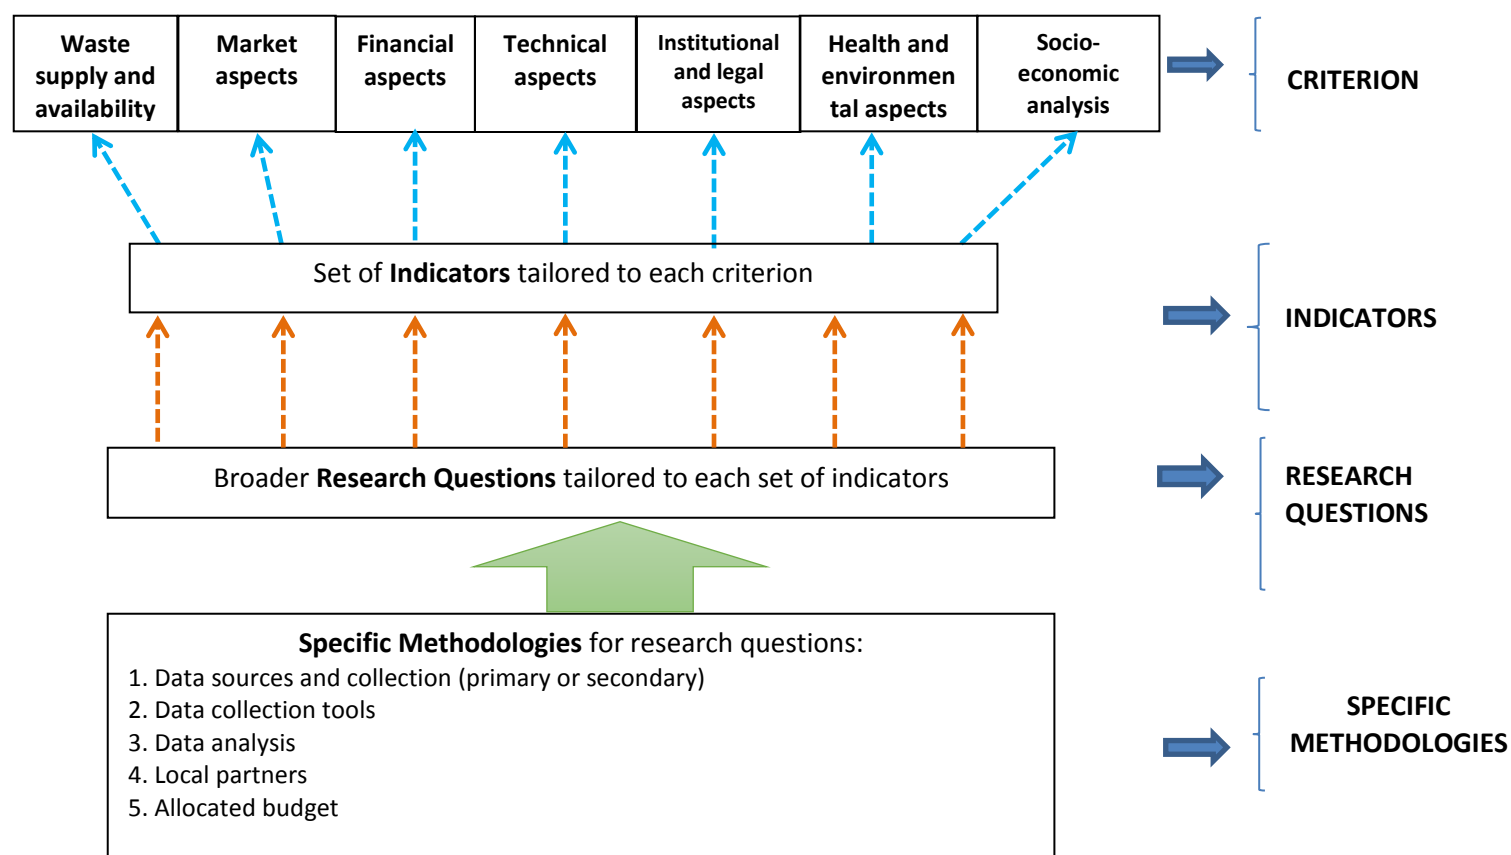 Waste
supply and
availability
Market
aspects
Financial
aspects
Technical
aspects
Institutional
and legal
aspects
Health and
environmen
tal aspects
Socio-
economic
analysis
CRITERION
Set of Indicators tailored to each criterion
INDICATORS
Broader Research Questions tailored to each set of indicators
RESEARCH
QUESTIONS
Specific Methodologies for research questions:
1. Data sources and collection (primary or secondary)
2. Data collection tools
3. Data analysis
4. Local partners
5. Allocated budget
SPECIFIC
METHODOLOGIES